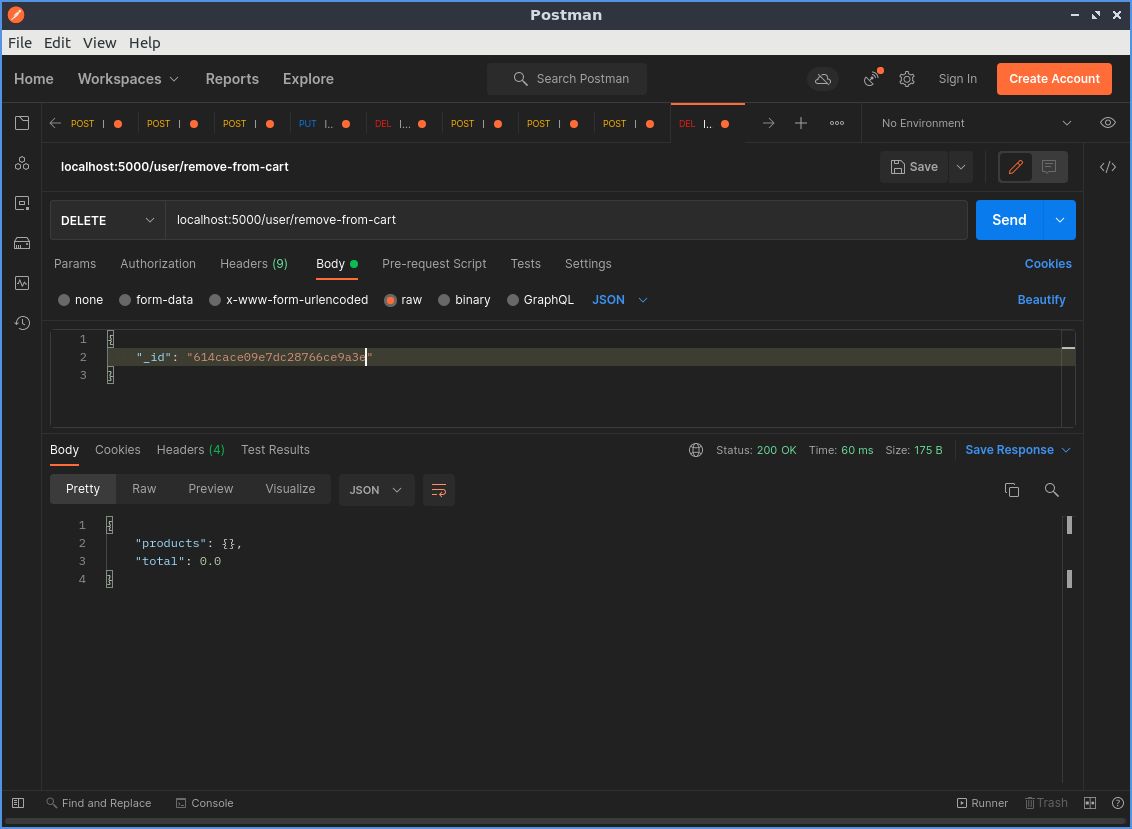 Postman
File Edit View Help
Home Workspaces Reports Explore Search Postman Sign In Create Account
POST POST POST PUT I... DEL I... POST POST POST DEL I.. No Environment
localhost:5000/user/remove-from-cart Save
DELETE localhost:5000/user/remove-from-cart Send
Params Authorization Headers (9) Body Pre-request Script Tests Settings Cookies
none form-data x-www-form-urlencoded raw binary GraphQL JSON Beautify
1 {
2 "_id": "614cace09e7dc28766ce9a3e"
3 }
Body Cookies Headers (4) Test Results Status: 200 OK Time: 60 ms Size: 175 B Save Response
Pretty Raw Preview Visualize JSON
1 {
2 "products": {},
3 "total": 0.0
4 }
Find and Replace Console Runner Trash